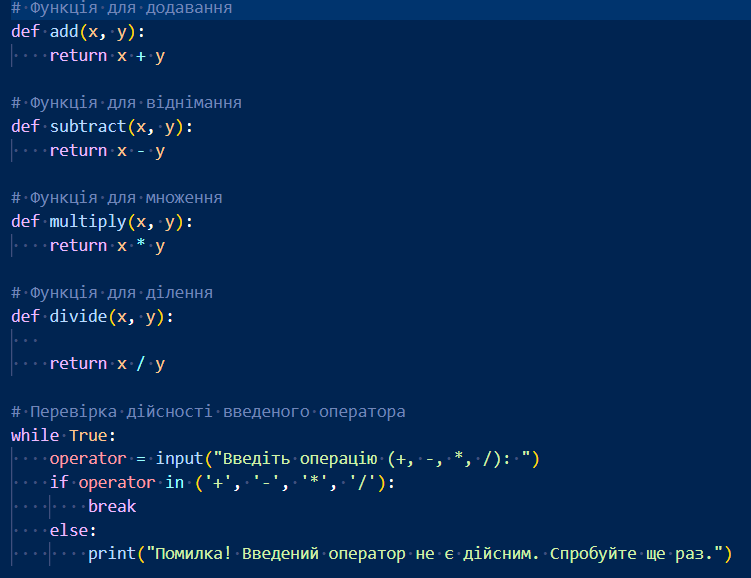 # Функція для додавання
def add(x, y):
    return x + y
# Функція для віднімання
def subtract(x, y):
    return x - y
# Функція для множення
def multiply(x, y):
    return x * y
# Функція для ділення
def divide(x, y):
    return x / y
# Перевірка дійсності введеного оператора
while True:
    operator = input("Введіть операцію (+, -, *, /): ")
    if operator in ('+', '-', '*', '/'):
        break
    else:
        print("Помилка! Введений оператор не є дійсним. Спробуйте ще раз.")